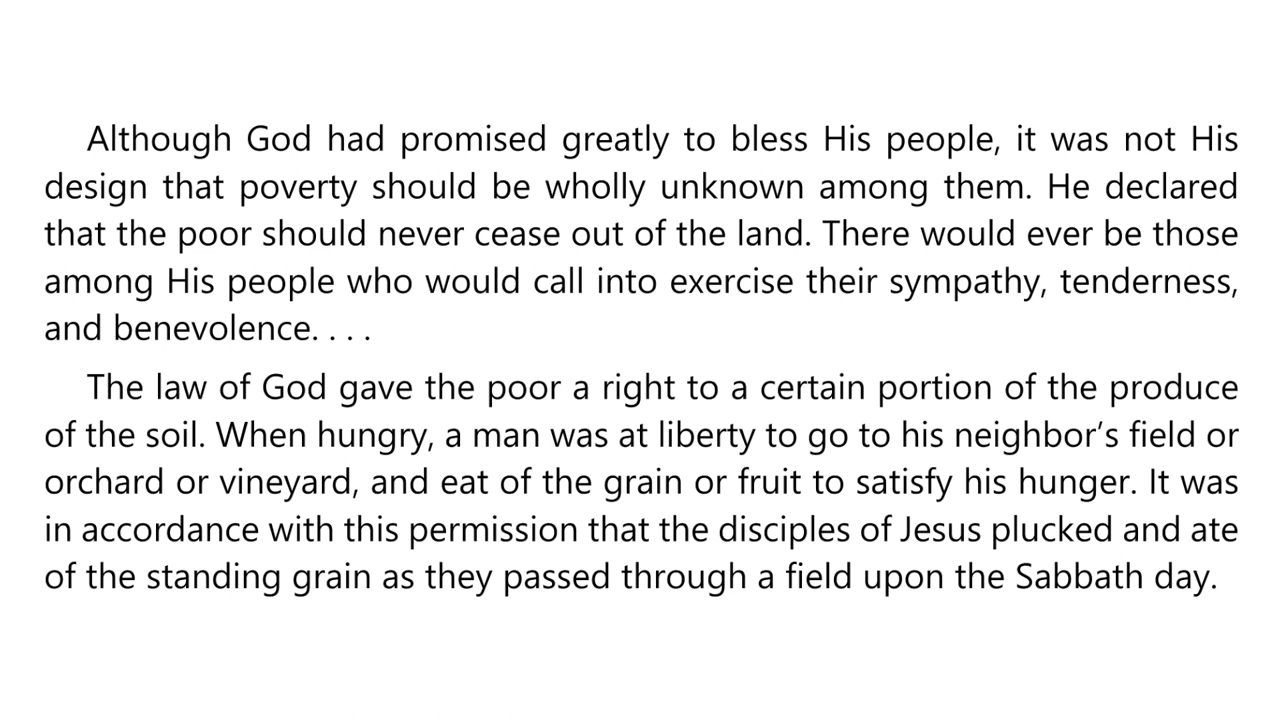 Although God had promised greatly to bless His people, it was not His
design that poverty should be wholly unknown among them. He declared
that the poor should never cease out of the land. There would ever be those
among His people who would call into exercise their sympathy, tenderness,
and benevolence. . . .
The law of God gave the poor a right to a certain portion of the produce
of the soil. When hungry, a man was at liberty to go to his neighbor’s field or
orchard or vineyard, and eat of the grain or fruit to satisfy his hunger. It was
in accordance with this permission that the disciples of Jesus plucked and ate
of the standing grain as they passed through a field upon the Sabbath day.